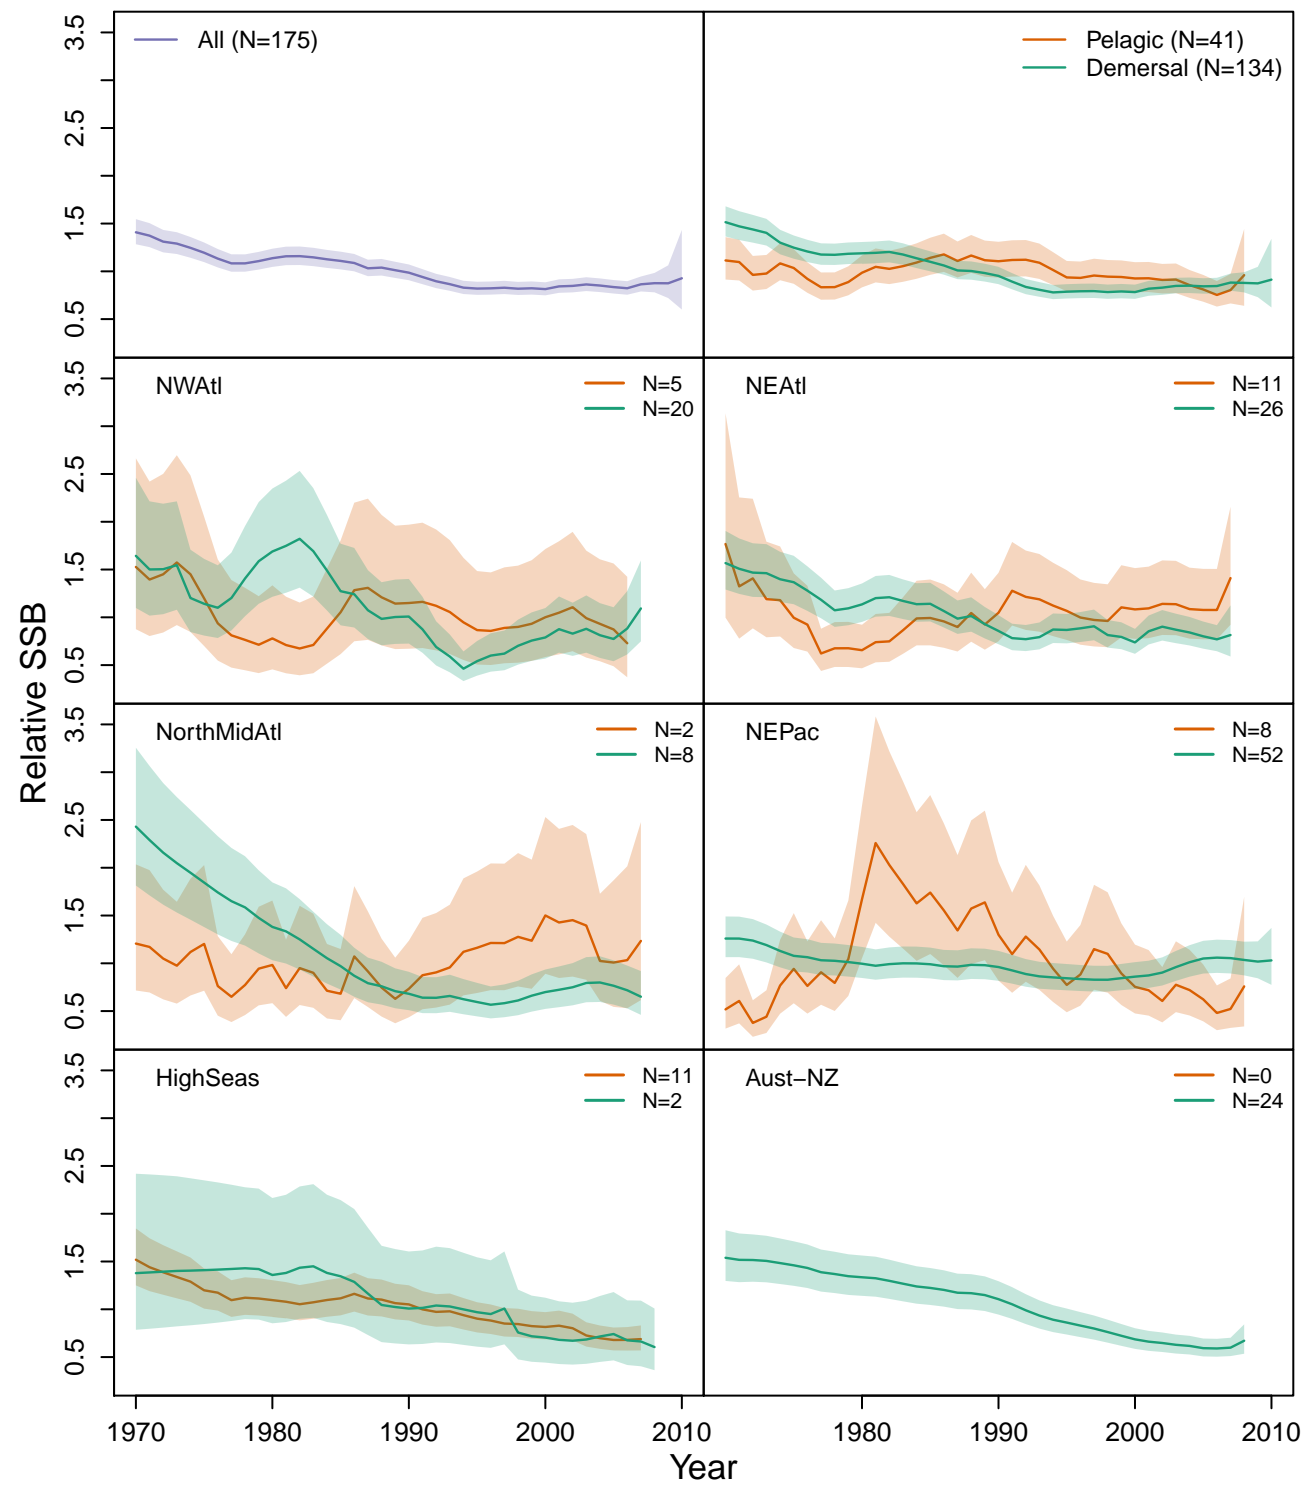 All (N=175)
Pelagic (N=41)
Demersal (N=134)
3.5
2.5
1.5
0.5
NWAtl
N=5
N=20
NEAtl
N=11
N=26
3.5
2.5
1.5
0.5
NorthMidAtl
N=2
N=8
NEPac
N=8
N=52
3.5
2.5
1.5
0.5
HighSeas
N=11
N=2
Aust−NZ
N=0
N=24
3.5
2.5
1.5
0.5
Relative SSB
1970 1980 1990 2000 2010 1980 1990 2000 2010
Year